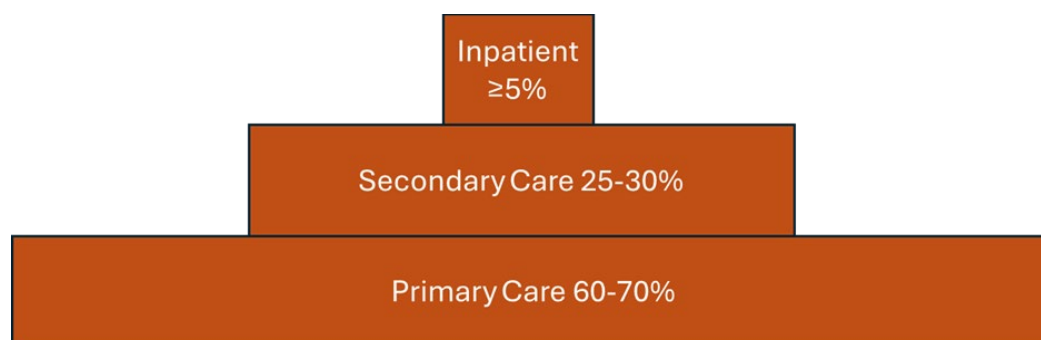 Inpatient
≥5%
Secondary Care 25-30%
Primary Care 60-70%